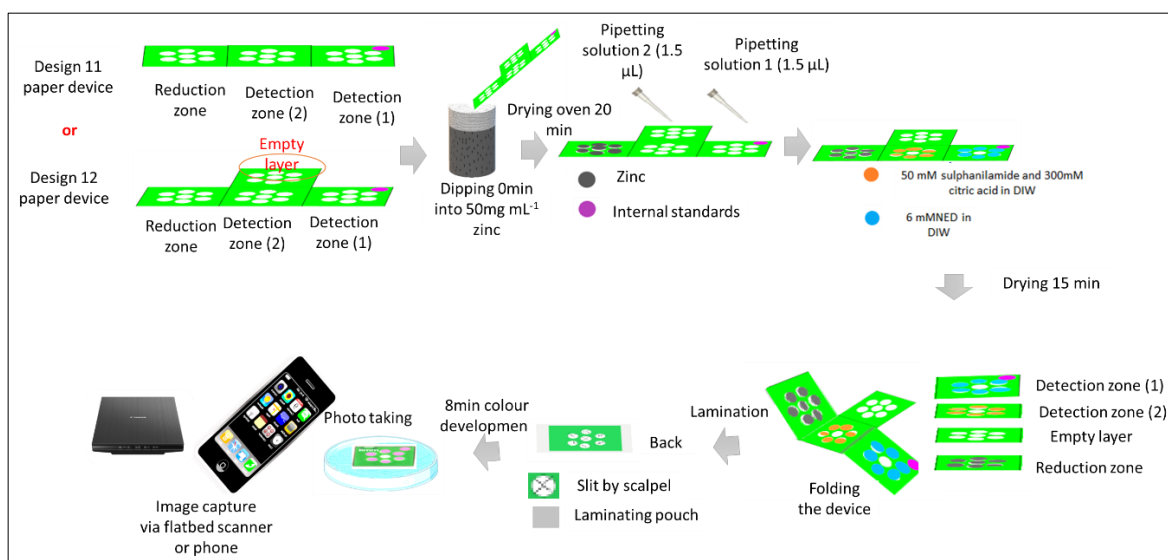 Design 11
paper device
or
Design 12
paper device
Reduction
zone
Detection
zone (2)
Detection
zone (1)
Empty
layer
Reduction
zone
Detection
zone (2)
Detection
zone (1)
Dipping 0min
into 50mg mL⁻¹
zinc
Drying oven 20
min
Pipetting
solution 2 (1.5
µL)
Pipetting
solution 1 (1.5
µL)
Zinc
Internal standards
50 mM sulphanilamide and 300mM
citric acid in DIW
6 mMNED in
DIW
Drying 15 min
Detection zone (1)
Detection zone (2)
Empty layer
Reduction zone
Folding
the device
Lamination
Back
Slit by scalpel
Laminating pouch
8min colour
developmen
Photo taking
Image capture
via flatbed scanner
or phone